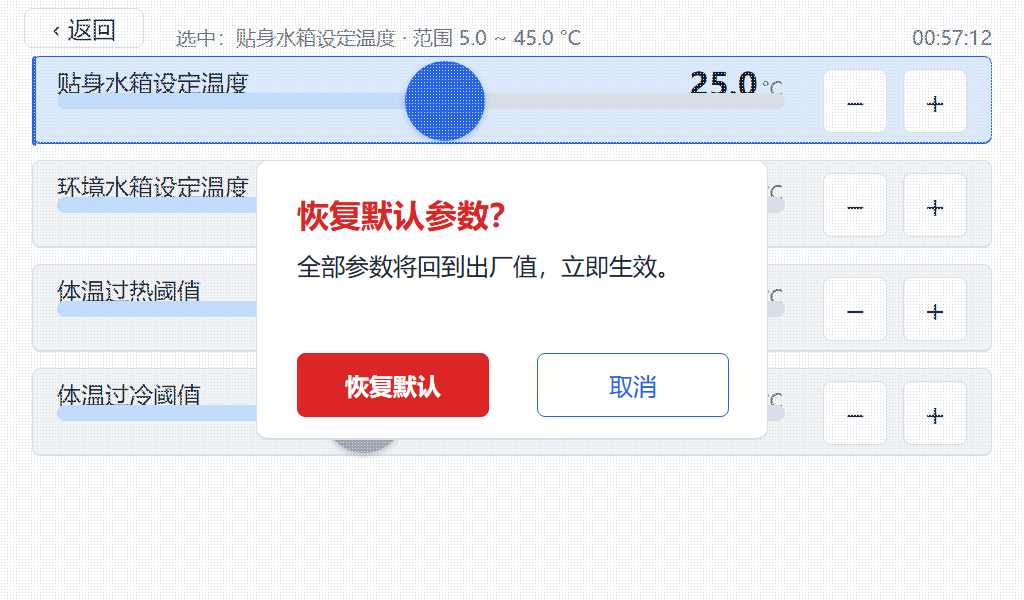 ‹ 返回
选中：贴身水箱设定温度 · 范围 5.0 ~ 45.0 °C
00:57:12
贴身水箱设定温度
25.0 °C
− +
环境水箱设定温度
°C
− +
恢复默认参数?
全部参数将回到出厂值，立即生效。
体温过热阈值
°C
− +
恢复默认
取消
体温过冷阈值
°C
− +